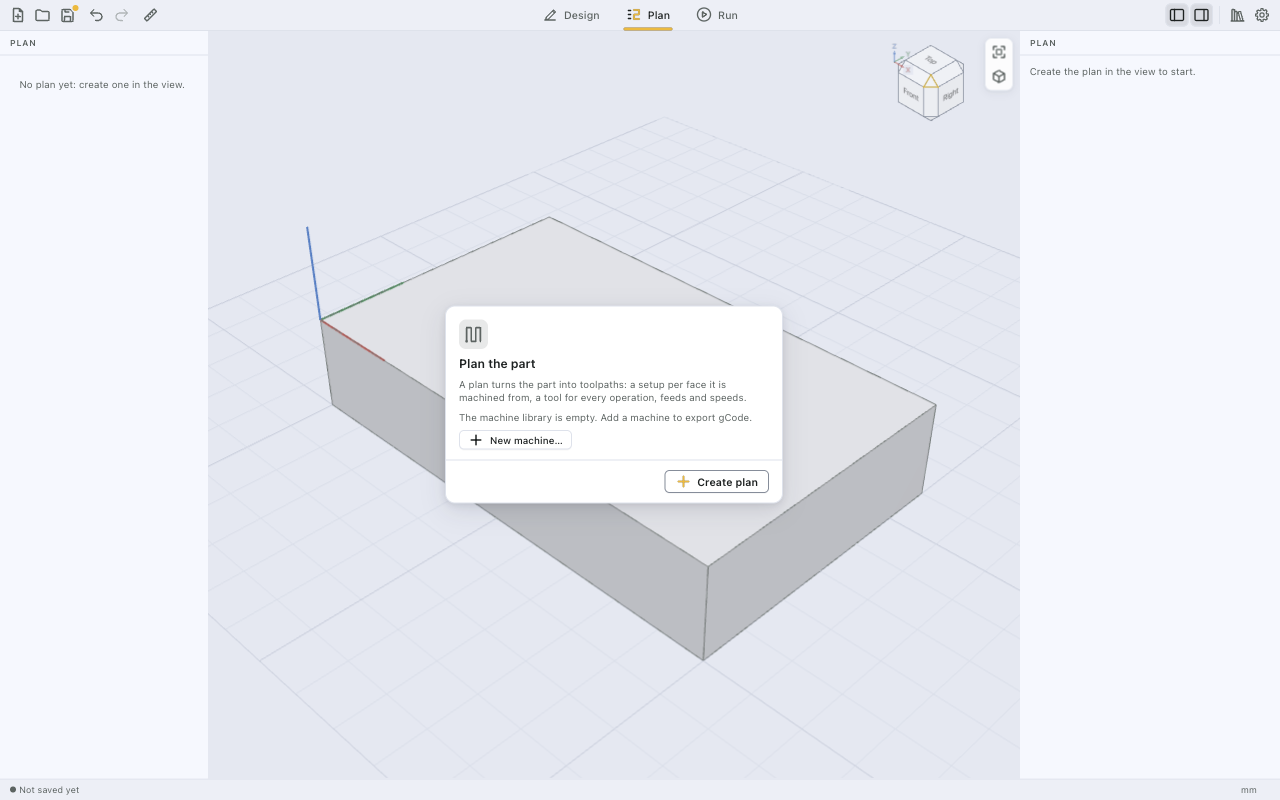 Design
Plan
Run
PLAN
No plan yet: create one in the view.
Z
Y
X
Top
Front
Right
PLAN
Create the plan in the view to start.
Plan the part
A plan turns the part into toolpaths: a setup per face it is
machined from, a tool for every operation, feeds and speeds.
The machine library is empty. Add a machine to export gCode.
New machine...
Create plan
Not saved yet
mm